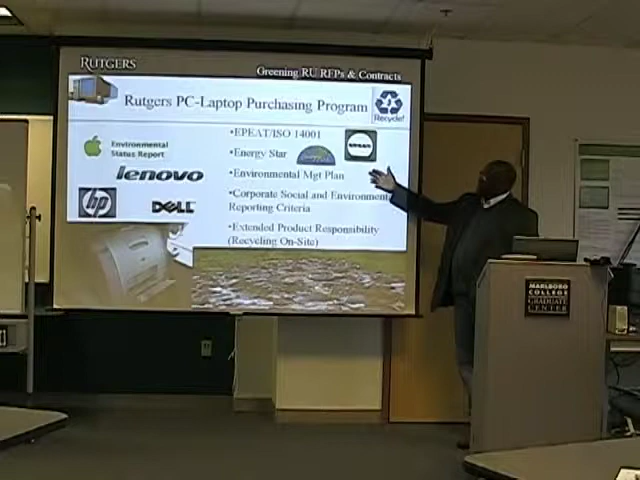 RUTGERS
Greening RU RFPs & Contracts
Rutgers PC-Laptop Purchasing Program
Recycle!
Environmental
Status Report
lenovo
hp
DELL
•EPEAT/ISO 14001
•Energy Star
•Environmental Mgt Plan
•Corporate Social and Environment
Reporting Criteria
•Extended Product Responsibility
(Recycling On-Site)
MARLBORO
COLLEGE
GRADUATE
CENTER